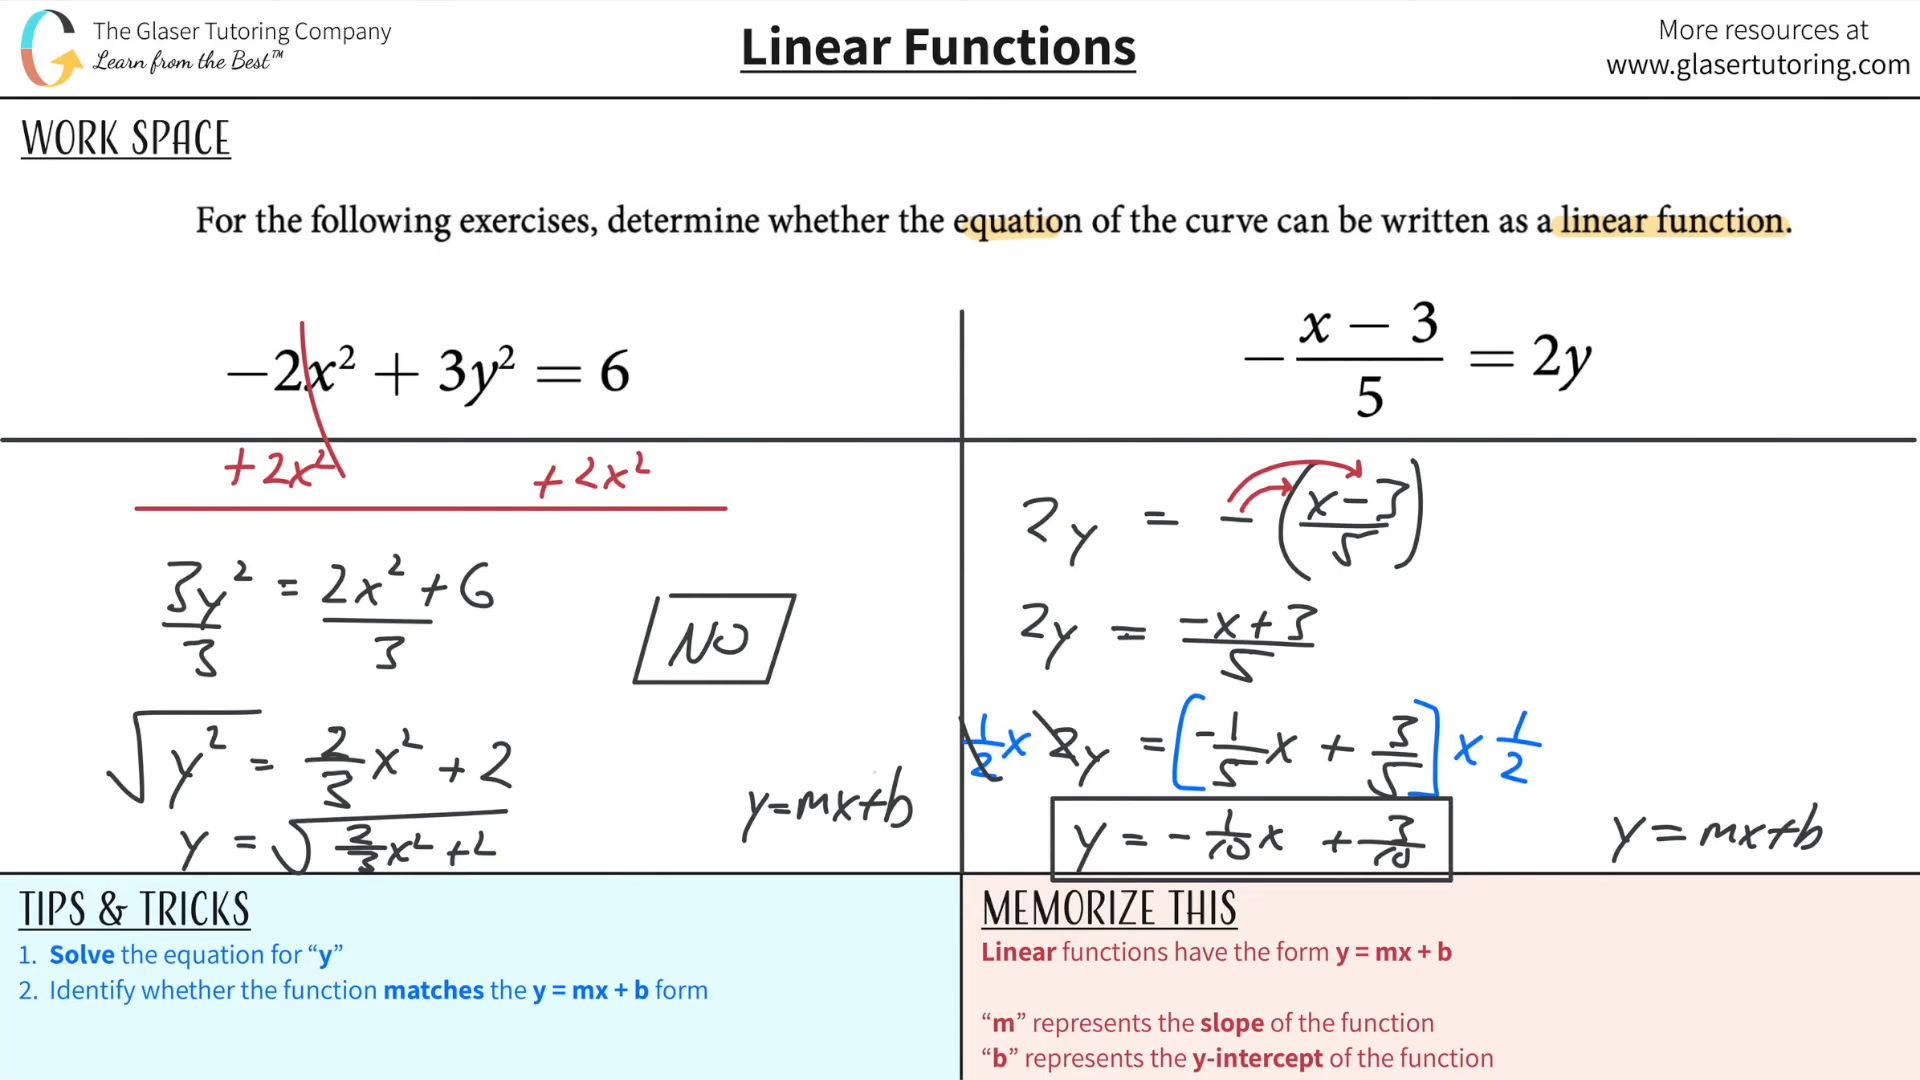 The Glaser Tutoring Company
Learn from the Best™
Linear Functions
More resources at
www.glasertutoring.com
WORK SPACE
For the following exercises, determine whether the equation of the curve can be written as a linear function.
−2x² + 3y² = 6
+2x² +2x²
3y²/3 = 2x²+6/3
√y² = 2/3 x² + 2
y = √2/3 x² + 2
NO
y=mx+b
− x − 3/5 = 2y
2y = −(x−3/5)
2y = −x+3/5
1/2 x 2y = [−1/5 x + 3/5] x 1/2
y = −1/10 x + 3/10
y = mx+b
TIPS & TRICKS
1. Solve the equation for “y”
2. Identify whether the function matches the y = mx + b form
MEMORIZE THIS
Linear functions have the form y = mx + b
“m” represents the slope of the function
“b” represents the y-intercept of the function